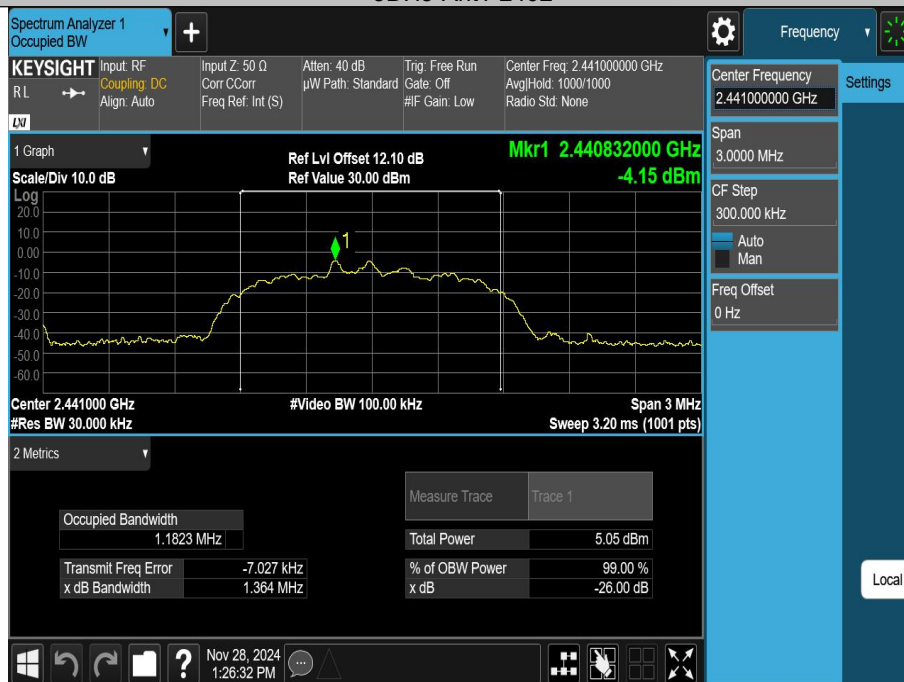 Spectrum Analyzer 1
Occupied BW
Frequency
KEYSIGHT
R L
LXI
Input: RF
Coupling: DC
Align: Auto
Input Z: 50 Ω
Corr CCorr
Freq Ref: Int (S)
Atten: 40 dB
µW Path: Standard
Trig: Free Run
Gate: Off
#IF Gain: Low
Center Freq: 2.441000000 GHz
Avg|Hold: 1000/1000
Radio Std: None
Center Frequency
2.441000000 GHz
Settings
Span
3.0000 MHz
CF Step
300.000 kHz
Auto
Man
Freq Offset
0 Hz
Local
1 Graph
Scale/Div 10.0 dB
Ref Lvl Offset 12.10 dB
Ref Value 30.00 dBm
Mkr1 2.440832000 GHz
-4.15 dBm
Log
20.0
10.0
0.00
-10.0
-20.0
-30.0
-40.0
-50.0
-60.0
1
Center 2.441000 GHz
#Res BW 30.000 kHz
#Video BW 100.00 kHz
Span 3 MHz
Sweep 3.20 ms (1001 pts)
2 Metrics
Measure Trace
Trace 1
Occupied Bandwidth
1.1823 MHz
Total Power
5.05 dBm
Transmit Freq Error
-7.027 kHz
% of OBW Power
99.00 %
x dB Bandwidth
1.364 MHz
x dB
-26.00 dB
Nov 28, 2024
1:26:32 PM